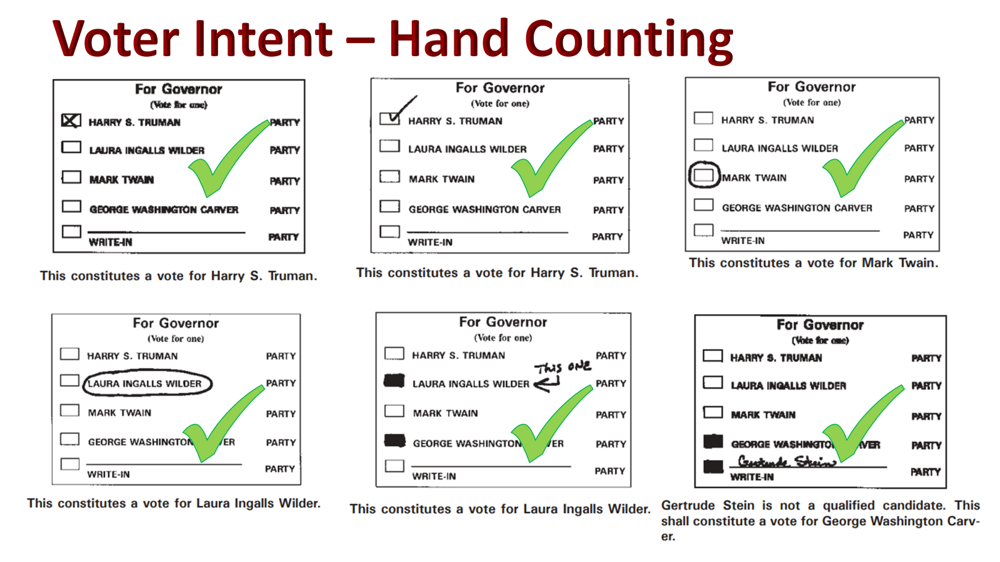 Voter Intent – Hand Counting
For Governor
(Vote for one)
HARRY S. TRUMAN PARTY
LAURA INGALLS WILDER PARTY
MARK TWAIN PARTY
GEORGE WASHINGTON CARVER PARTY
WRITE-IN PARTY
This constitutes a vote for Harry S. Truman.
For Governor
(Vote for one)
HARRY S. TRUMAN PARTY
LAURA INGALLS WILDER PARTY
MARK TWAIN PARTY
GEORGE WASHINGTON CARVER PARTY
WRITE-IN PARTY
This constitutes a vote for Harry S. Truman.
For Governor
(Vote for one)
HARRY S. TRUMAN PARTY
LAURA INGALLS WILDER PARTY
MARK TWAIN PARTY
GEORGE WASHINGTON CARVER PARTY
WRITE-IN PARTY
This constitutes a vote for Mark Twain.
For Governor
(Vote for one)
HARRY S. TRUMAN PARTY
LAURA INGALLS WILDER PARTY
MARK TWAIN PARTY
GEORGE WASHINGTON VER PARTY
WRITE-IN PARTY
This constitutes a vote for Laura Ingalls Wilder.
For Governor
(Vote for one)
HARRY S. TRUMAN PARTY
THIS ONE
LAURA INGALLS WILDER PARTY
MARK TWAIN PARTY
GEORGE WASHINGTON VER PARTY
WRITE-IN PARTY
This constitutes a vote for Laura Ingalls Wilder.
For Governor
(Vote for one)
HARRY S. TRUMAN PARTY
LAURA INGALLS WILDER PARTY
MARK TWAIN PARTY
GEORGE WASHINGTO VER PARTY
Gertrude Stein PARTY
WRITE-IN
Gertrude Stein is not a qualified candidate. This
shall constitute a vote for George Washington Carv-
er.